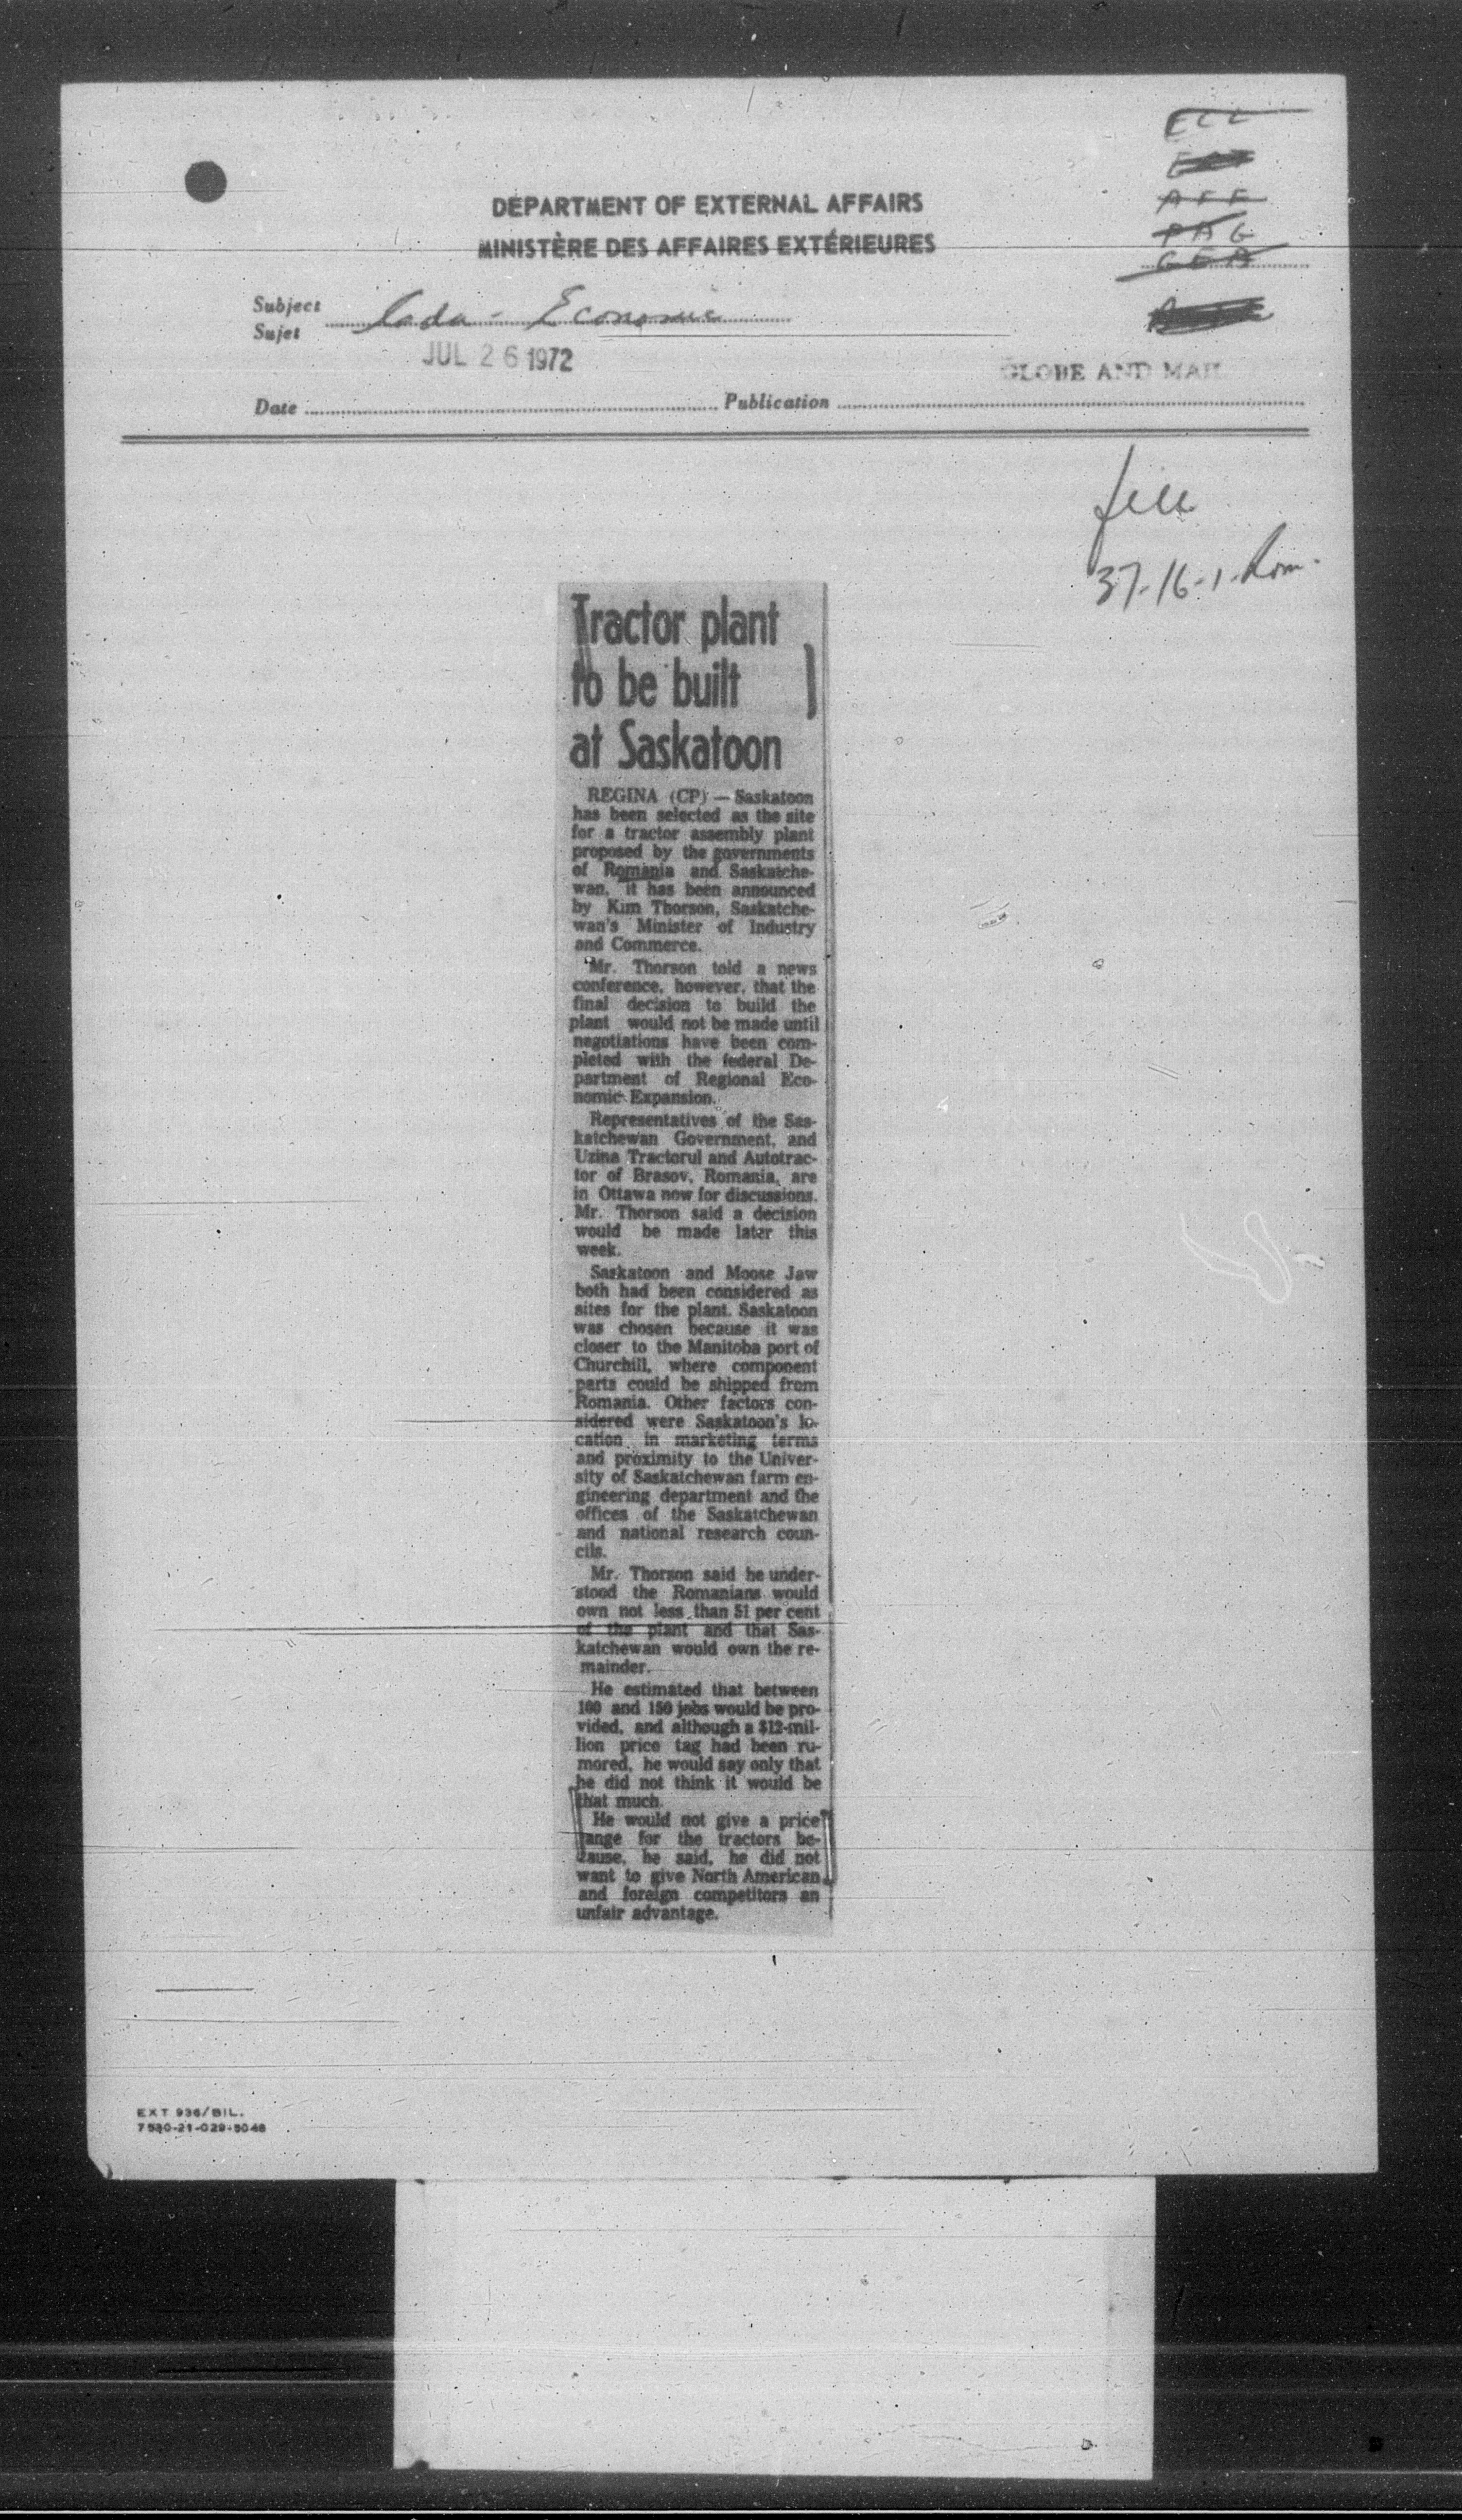 DEPARTMENT OF EXTERNAL AFFAIRS
MINISTÈRE DES AFFAIRES EXTÉRIEURES
AFF
PAG
GEA
Subject
Sujet
Cada - Economic
JUL 26 1972
GLOBE AND MAIL
Date
Publication
file
37-16-1-Rom.
Tractor plant
to be built
at Saskatoon
REGINA (CP) — Saskatoon
has been selected as the site
for a tractor assembly plant
proposed by the governments
of Romania and Saskatche-
wan, it has been announced
by Kim Thorson, Saskatche-
wan's Minister of Industry
and Commerce.
Mr. Thorson told a news
conference, however, that the
final decision to build the
plant would not be made until
negotiations have been com-
pleted with the federal De-
partment of Regional Eco-
nomic Expansion.
Representatives of the Sas-
katchewan Government, and
Uzina Tractorul and Autotrac-
tor of Brasov, Romania, are
in Ottawa now for discussions.
Mr. Thorson said a decision
would be made later this
week.
Saskatoon and Moose Jaw
both had been considered as
sites for the plant. Saskatoon
was chosen because it was
closer to the Manitoba port of
Churchill, where component
parts could be shipped from
Romania. Other factors con-
sidered were Saskatoon's lo-
cation in marketing terms
and proximity to the Univer-
sity of Saskatchewan farm en-
gineering department and the
offices of the Saskatchewan
and national research coun-
cils.
Mr. Thorson said he under-
stood the Romanians would
own not less than 51 per cent
of the plant and that Sas-
katchewan would own the re-
mainder.
He estimated that between
100 and 150 jobs would be pro-
vided, and although a $12-mil-
lion price tag had been ru-
mored, he would say only that
he did not think it would be
that much.
He would not give a price
range for the tractors be-
cause, he said, he did not
want to give North American
and foreign competitors an
unfair advantage.
EXT 936/BIL.
7530-21-029-5046